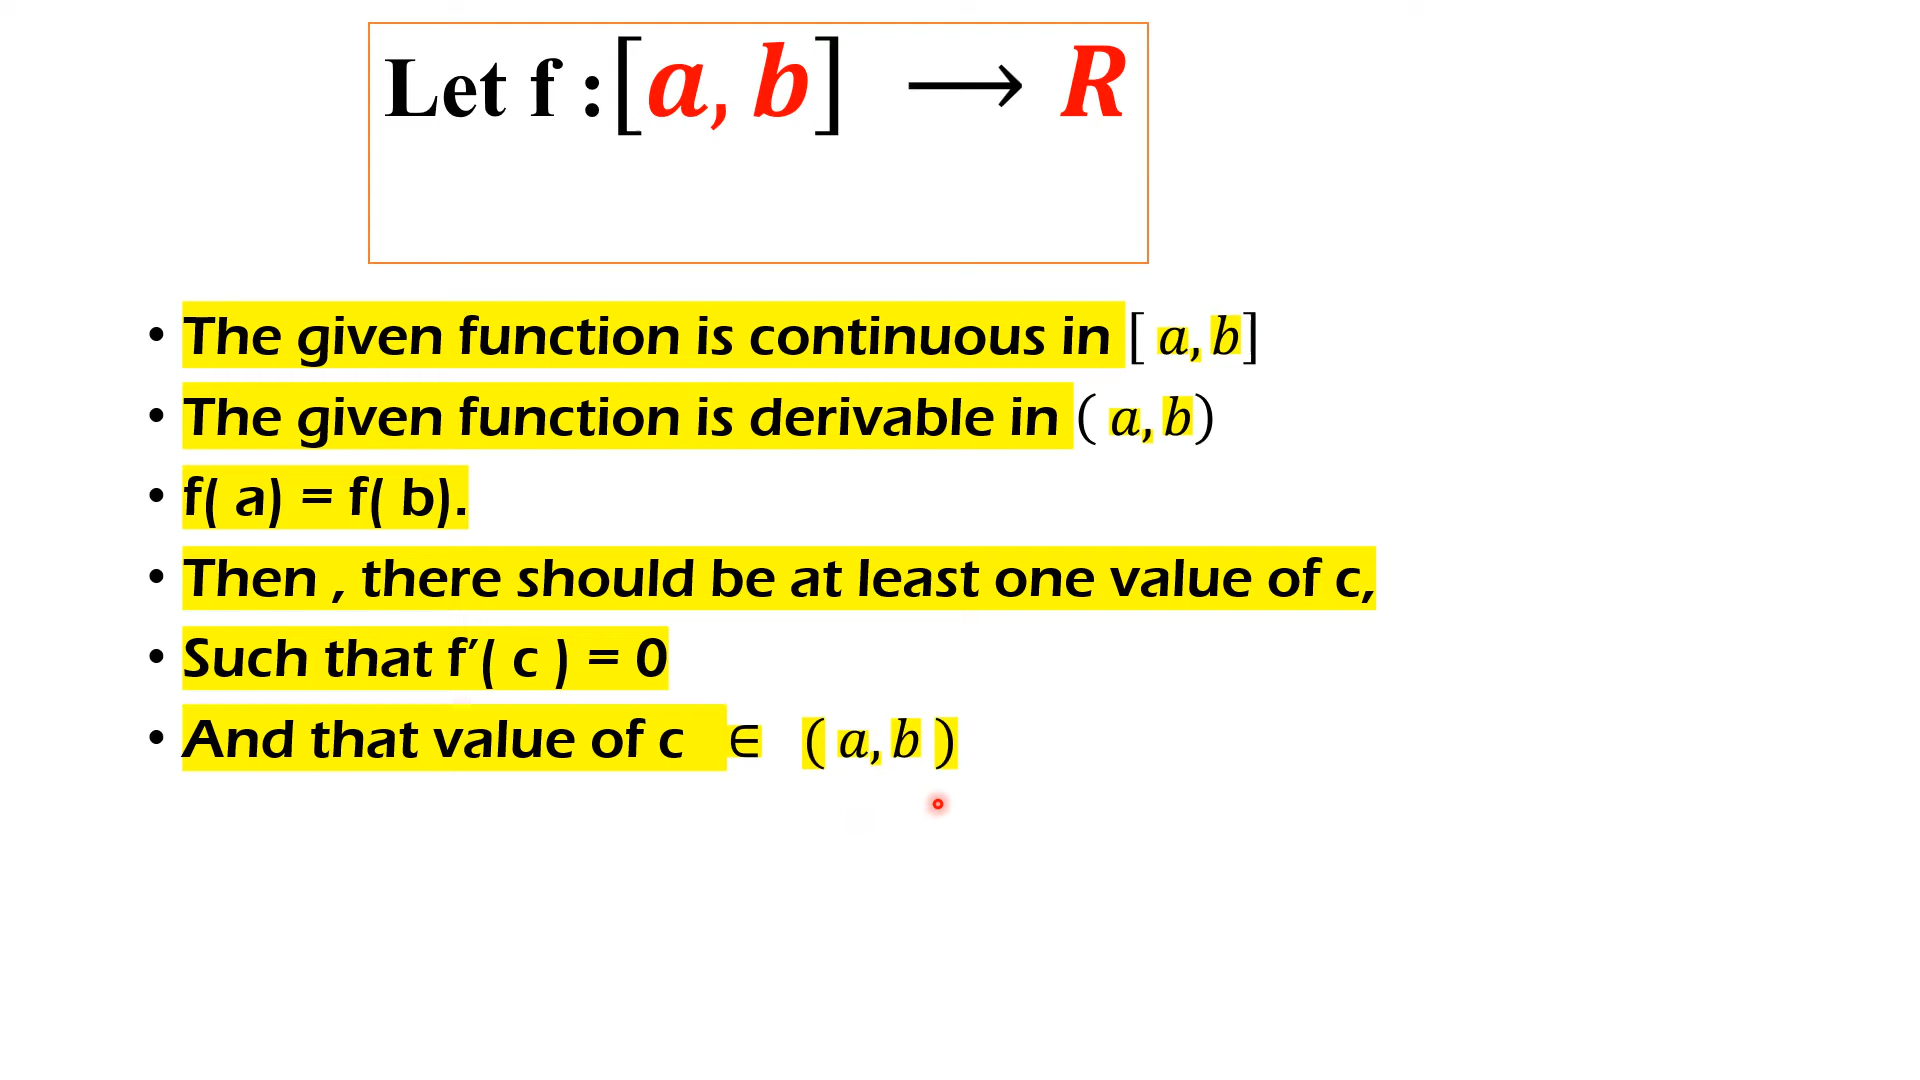 Let f :[a, b] ⟶ R
• The given function is continuous in [ a, b]
• The given function is derivable in ( a, b)
• f( a) = f( b).
• Then , there should be at least one value of c,
• Such that f′( c ) = 0
• And that value of c ∈ ( a, b )